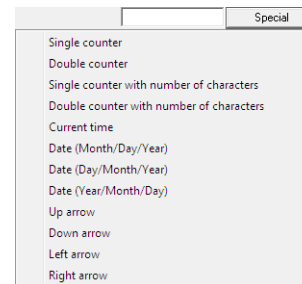 Special
Single counter
Double counter
Single counter with number of characters
Double counter with number of characters
Current time
Date (Month/Day/Year)
Date (Day/Month/Year)
Date (Year/Month/Day)
Up arrow
Down arrow
Left arrow
Right arrow